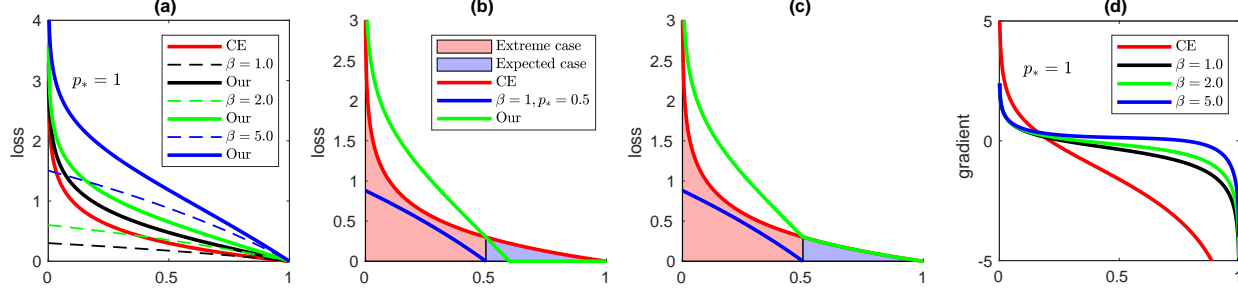 (a)
loss
4
3
2
1
0
0
0.5
1
p* = 1
CE
β = 1.0
Our
β = 2.0
Our
β = 5.0
Our
(b)
loss
3
2.5
2
1.5
1
0.5
0
0
0.5
1
Extreme case
Expected case
CE
β = 1, p* = 0.5
Our
(c)
loss
3
2.5
2
1.5
1
0.5
0
0
0.5
1
(d)
gradient
5
0
-5
0
0.5
1
p* = 1
CE
β = 1.0
β = 2.0
β = 5.0